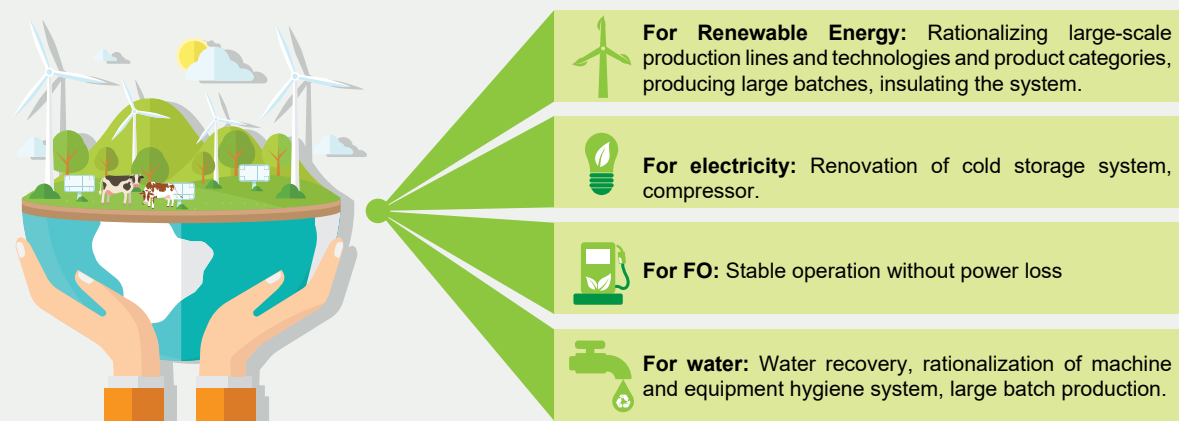 For Renewable Energy: Rationalizing large-scale
production lines and technologies and product categories,
producing large batches, insulating the system.
For electricity: Renovation of cold storage system,
compressor.
For FO: Stable operation without power loss
For water: Water recovery, rationalization of machine
and equipment hygiene system, large batch production.